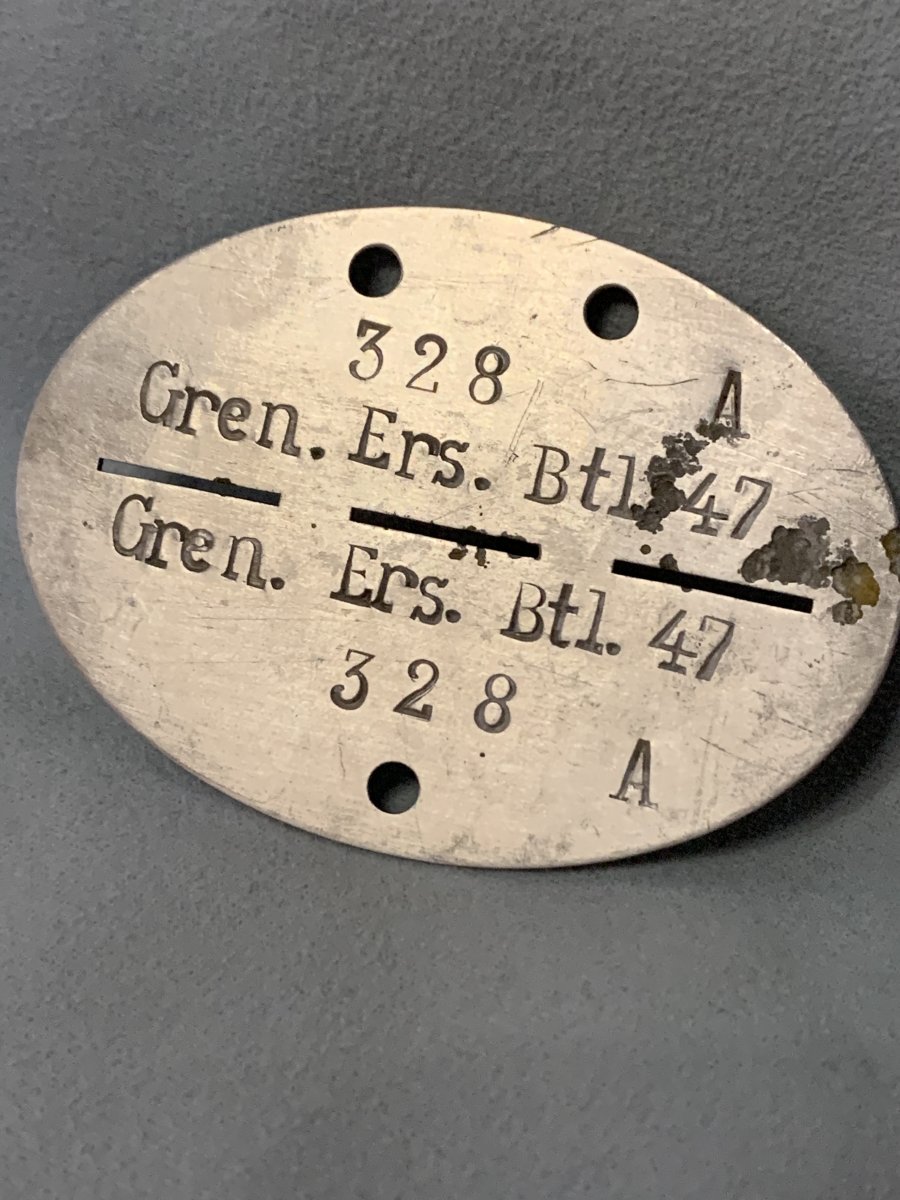 328
A
Gren. Ers. Btl. 47
Gren. Ers. Btl. 47
328
A